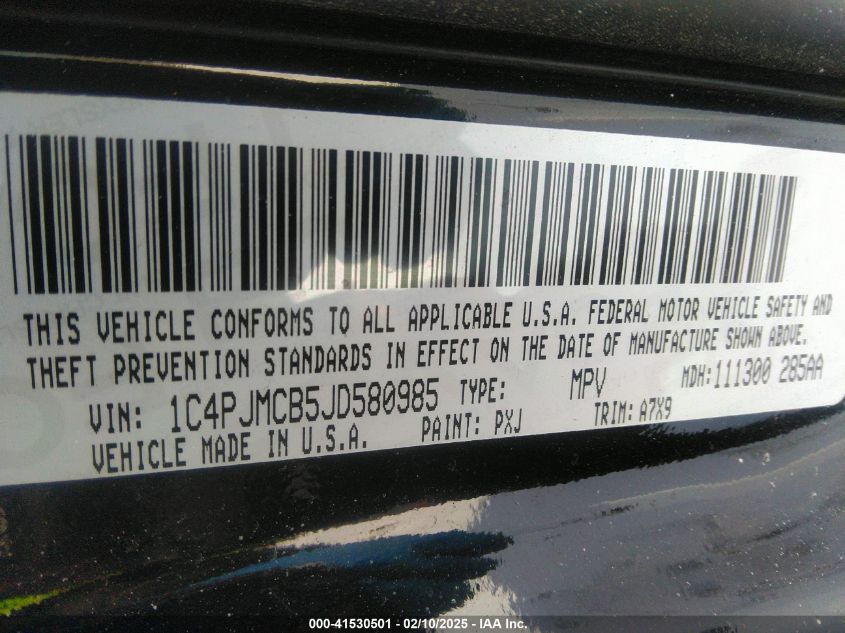 THIS VEHICLE CONFORMS TO ALL APPLICABLE U.S.A. FEDERAL MOTOR VEHICLE SAFETY AND
THEFT PREVENTION STANDARDS IN EFFECT ON THE DATE OF MANUFACTURE SHOWN ABOVE.
VIN: 1C4PJMCB5JD580985 TYPE: MPV MDH:111300 285AA
VEHICLE MADE IN U.S.A. PAINT: PXJ TRIM: A7X9
000-41530501 - 02/10/2025 - IAA Inc.